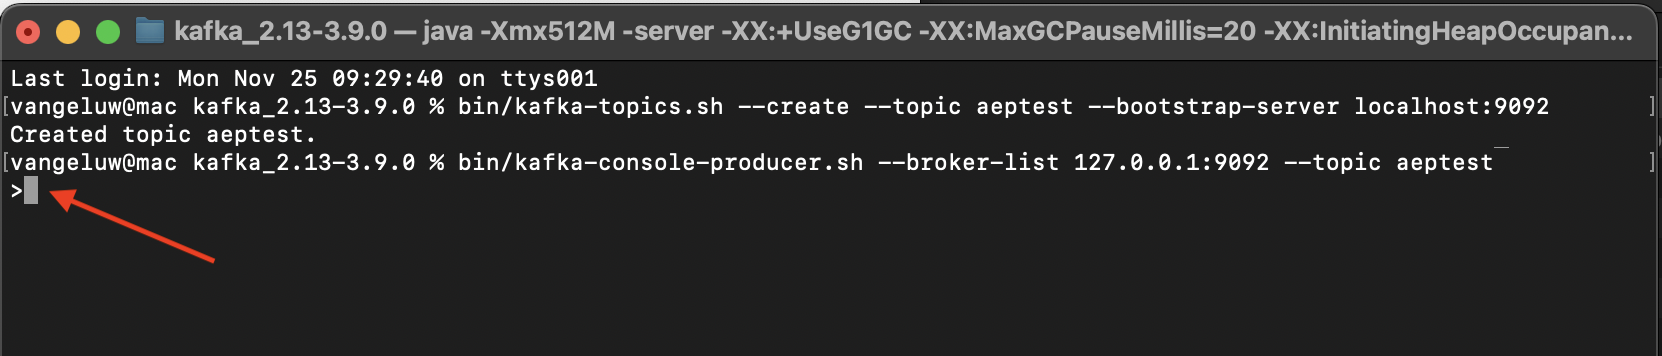 kafka_2.13-3.9.0 — java -Xmx512M -server -XX:+UseG1GC -XX:MaxGCPauseMillis=20 -XX:InitiatingHeapOccupan...
Last login: Mon Nov 25 09:29:40 on ttys001
[vangeluw@mac kafka_2.13-3.9.0 % bin/kafka-topics.sh --create --topic aeptest --bootstrap-server localhost:9092 ]
Created topic aeptest.
[vangeluw@mac kafka_2.13-3.9.0 % bin/kafka-console-producer.sh --broker-list 127.0.0.1:9092 --topic aeptest ]
>